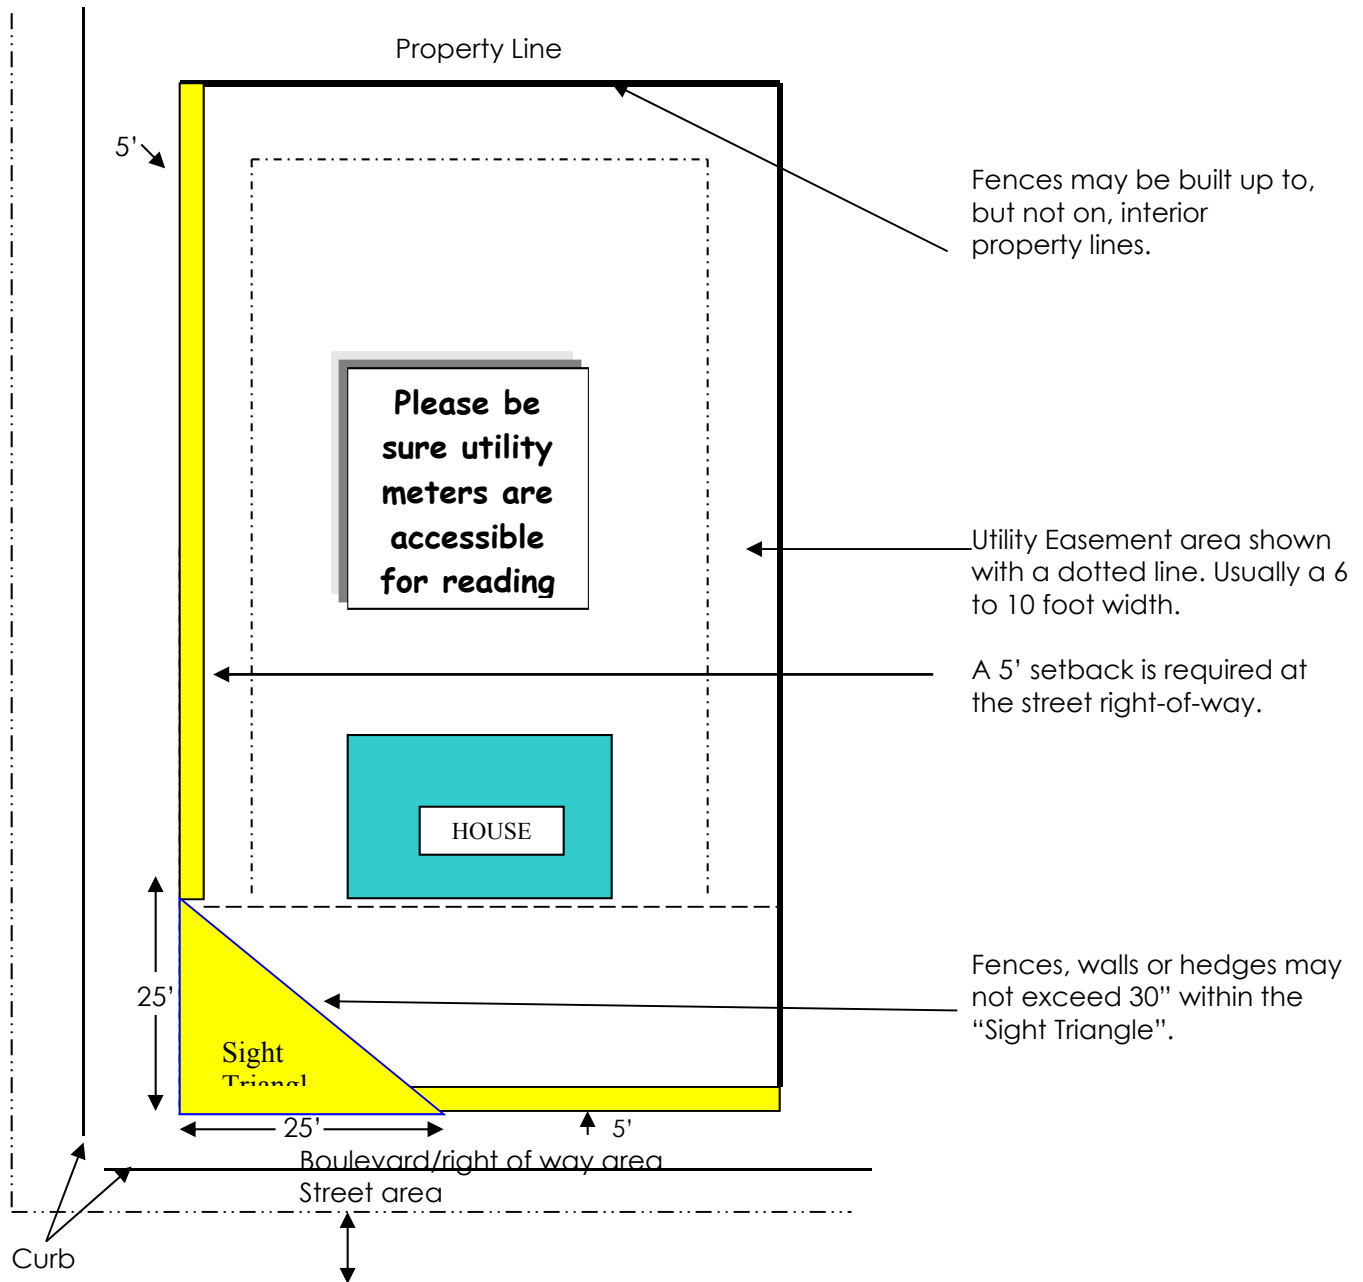 Property Line
5’
Fences may be built up to,
but not on, interior
property lines.
Please be
sure utility
meters are
accessible
for reading
Utility Easement area shown
with a dotted line. Usually a 6
to 10 foot width.
A 5’ setback is required at
the street right-of-way.
HOUSE
Fences, walls or hedges may
not exceed 30” within the
“Sight Triangle”.
25’
Sight
Triangl
25’
5’
Boulevard/right of way area
Street area
Curb